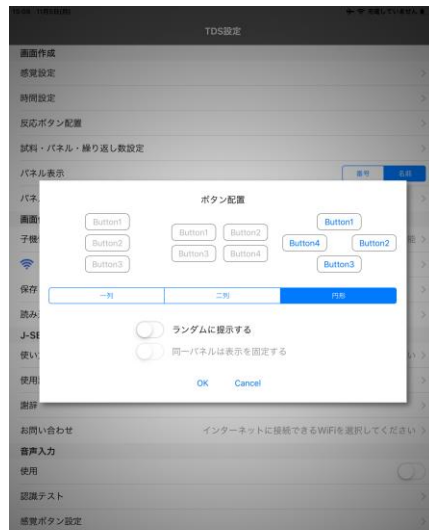 TDS設定
画面作成
感覚設定
時間設定
反応ボタン配置
試料・パネル・繰り返し数設定
パネル表示
番号
名前
パネ
ボタン配置
Button1
Button2
Button3
Button1 Button2
Button3 Button4
Button1
Button4 Button2
Button3
一列
二列
円形
ランダムに提示する
同一パネルは表示を固定する
OK Cancel
画面
子機
保存
読み
J-SE
使い
使用
謝辞
お問い合わせ
インターネットに接続できるWiFiを選択してください
音声入力
使用
認識テスト
感覚ボタン設定